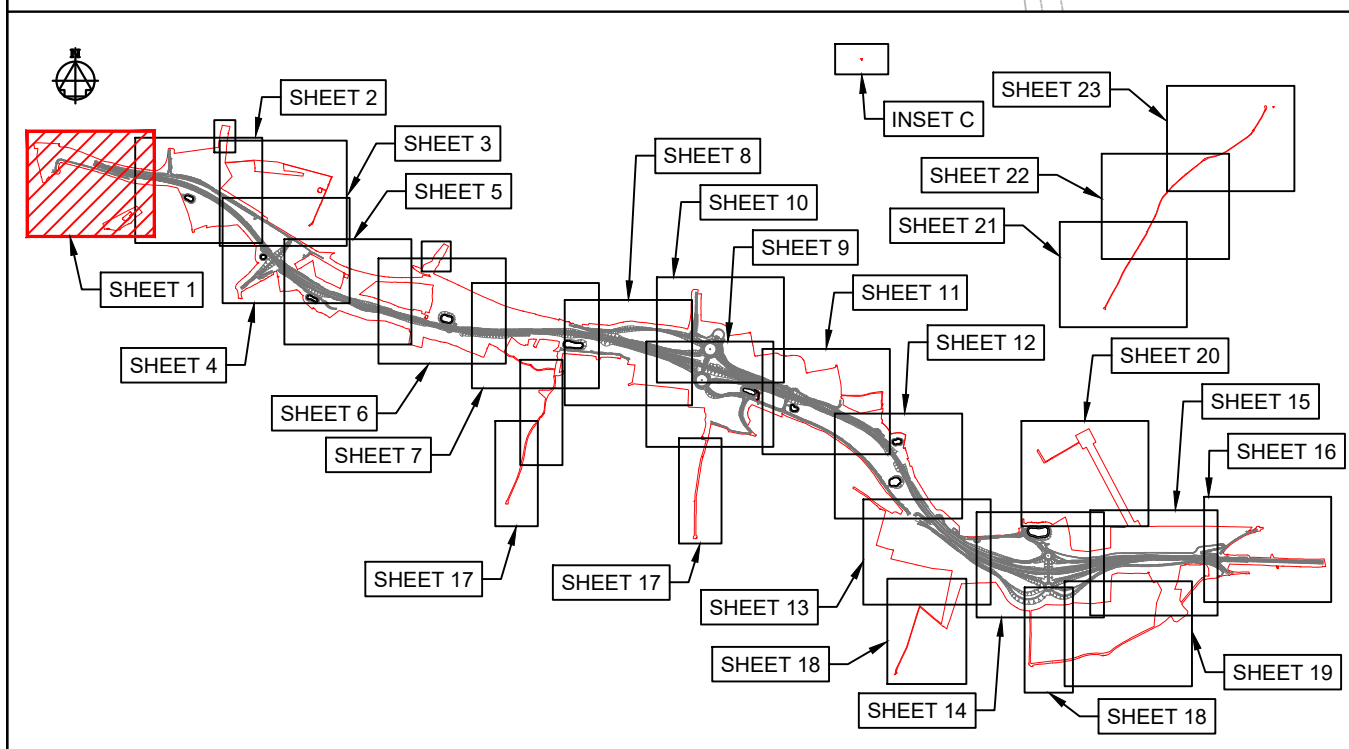 N
SHEET 2
SHEET 3
SHEET 5
SHEET 1
SHEET 4
SHEET 6
SHEET 7
SHEET 17
SHEET 8
SHEET 10
SHEET 9
SHEET 11
SHEET 12
SHEET 17
SHEET 13
SHEET 18
SHEET 14
SHEET 18
SHEET 19
SHEET 20
SHEET 15
SHEET 16
INSET C
SHEET 23
SHEET 22
SHEET 21